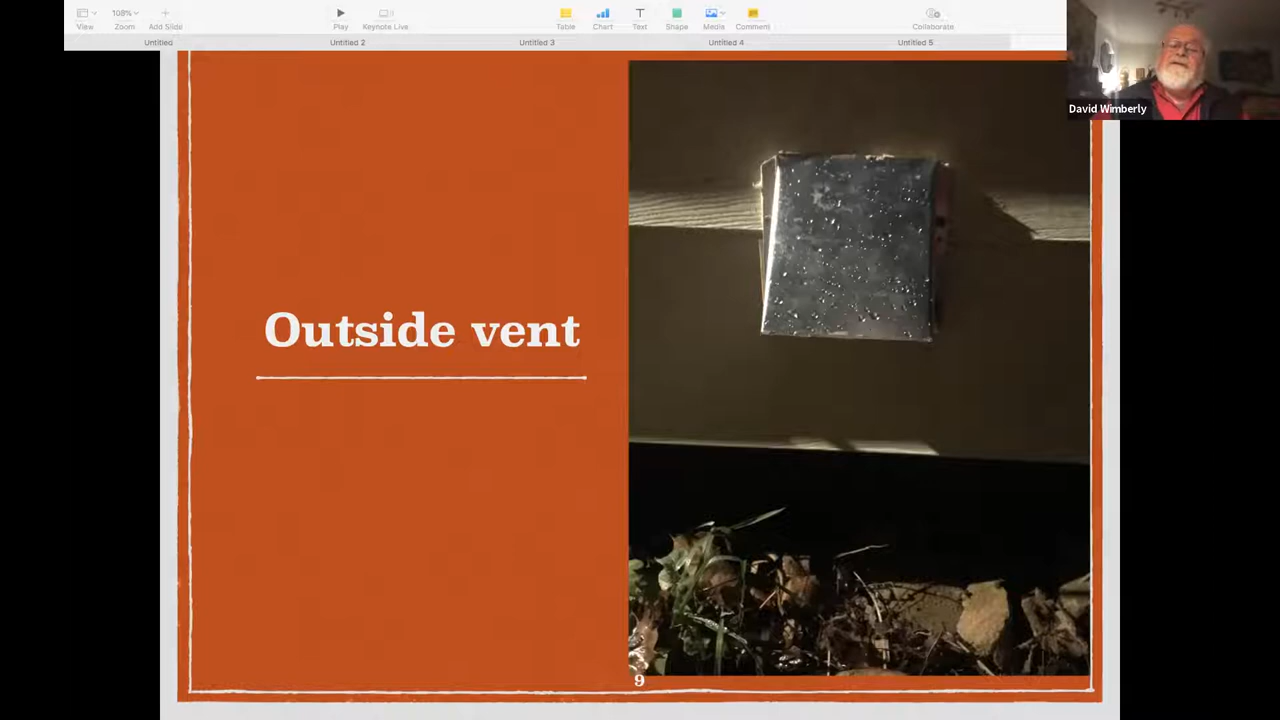 View
108%
Zoom
Add Slide
Play
Keynote Live
Table
Chart
Text
Shape
Media
Comment
Collaborate
Untitled
Untitled 2
Untitled 3
Untitled 4
Untitled 5
David Wimberly
Outside vent
9